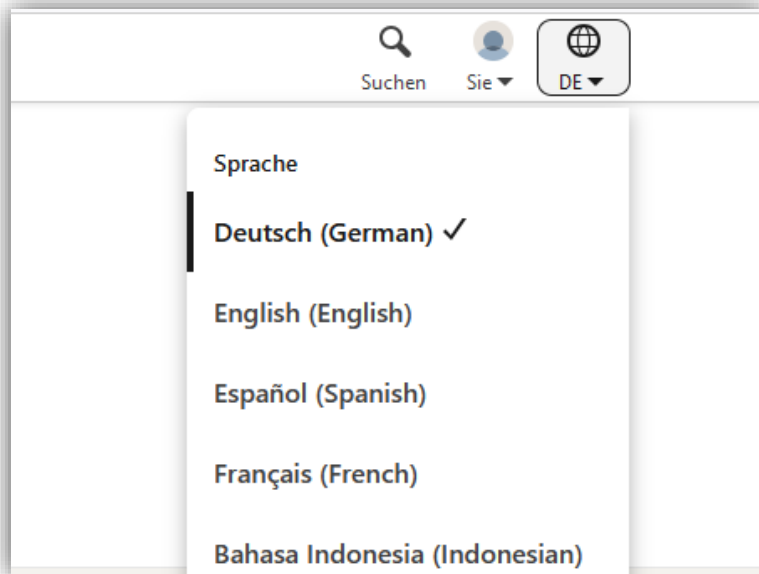 Suchen Sie DE
Sprache
Deutsch (German)
English (English)
Español (Spanish)
Français (French)
Bahasa Indonesia (Indonesian)